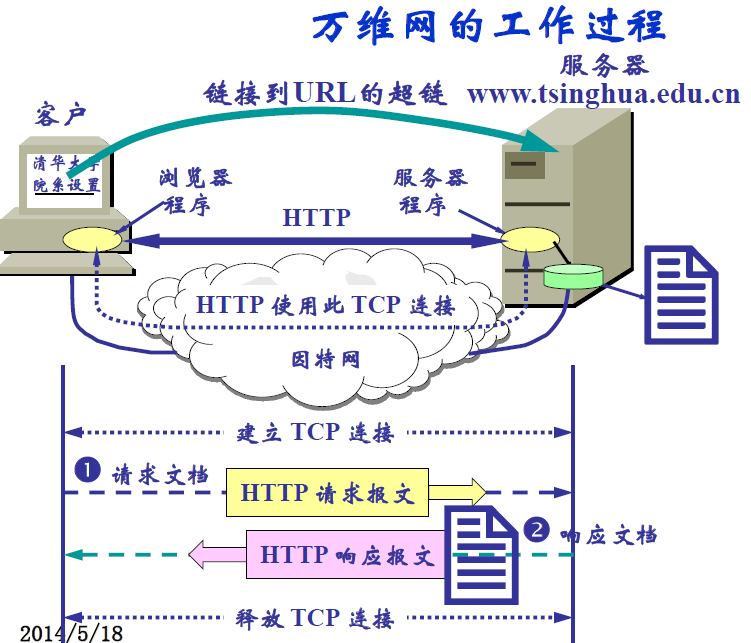 万维网的工作过程
服务器
链接到URL的超链
www.tsinghua.edu.cn
客户
清华大学
院系设置
浏览器
程序
服务器
程序
HTTP
HTTP 使用此 TCP 连接
因特网
建立 TCP 连接
❶ 请求文档
HTTP 请求报文
❷ 响应文档
HTTP 响应报文
释放 TCP 连接
2014/5/18